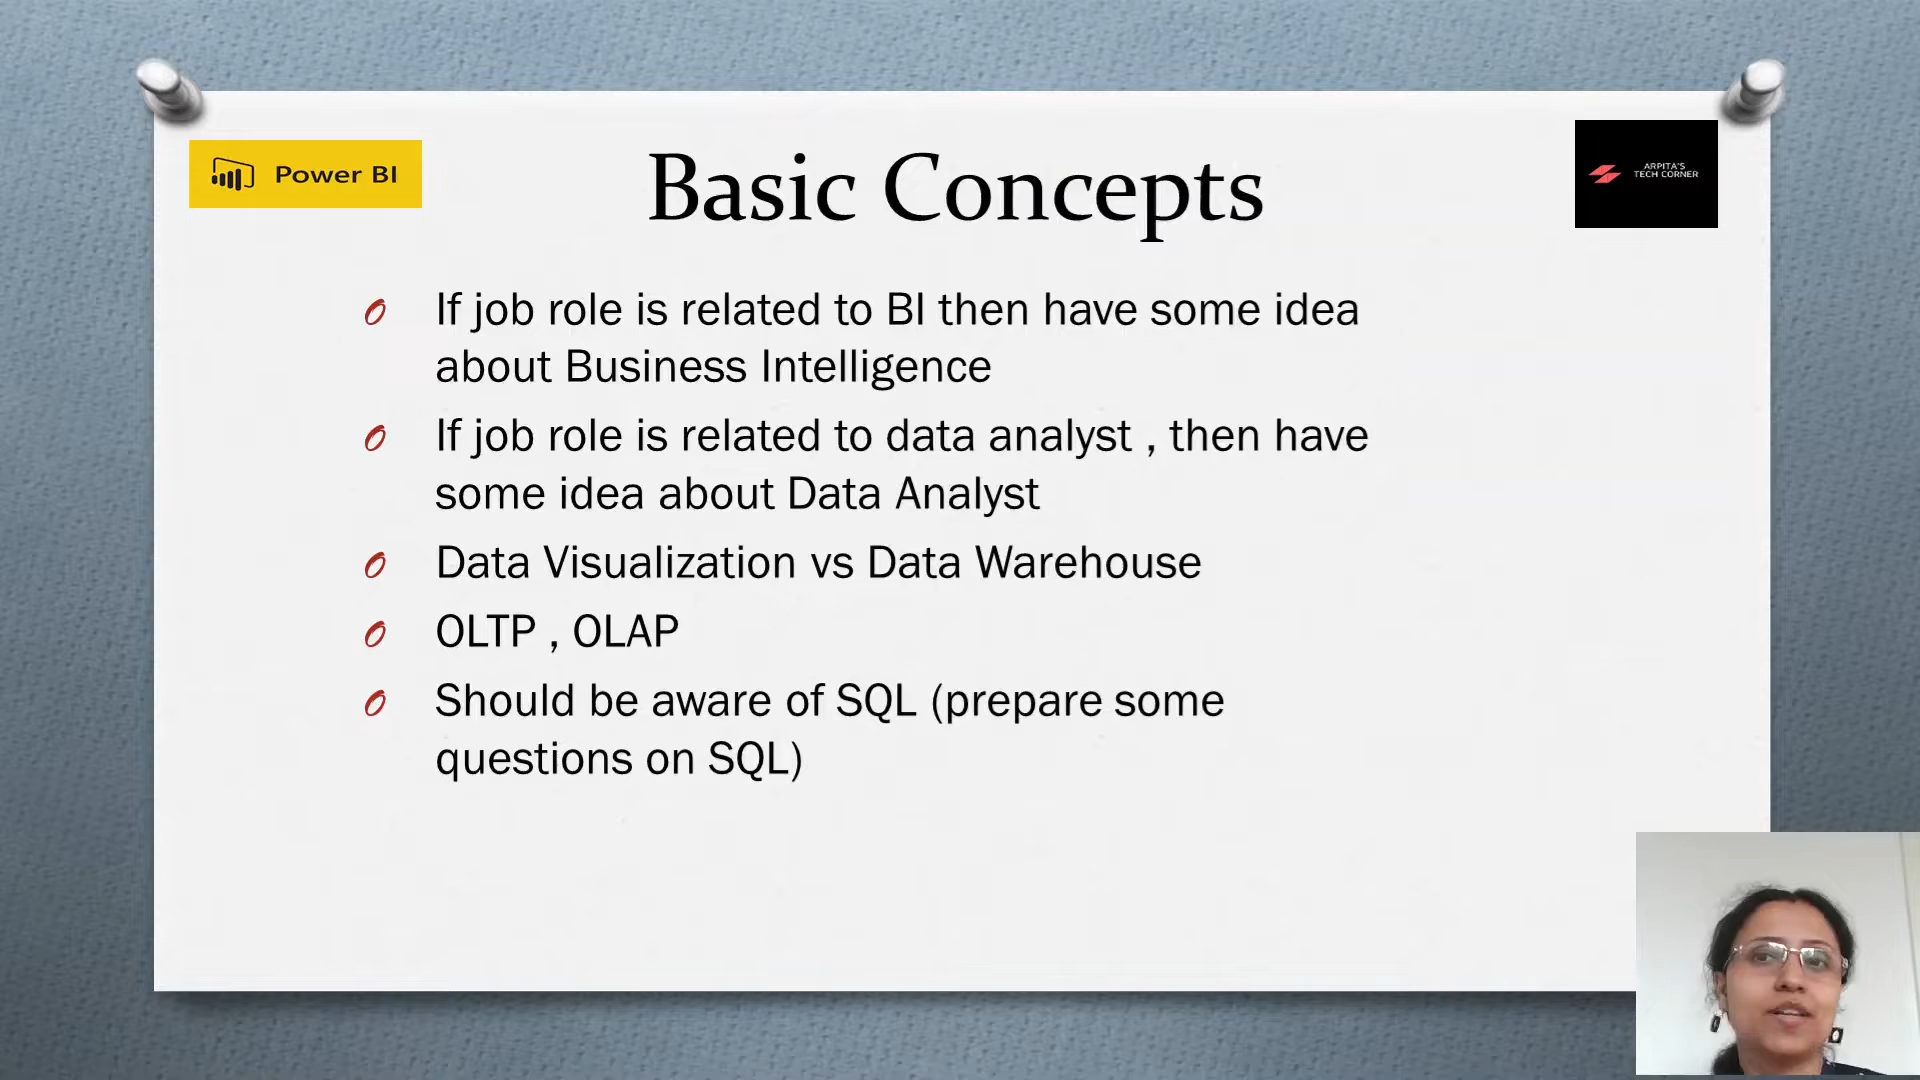 Power BI
Basic Concepts
ARPITA'S
TECH CORNER
If job role is related to BI then have some idea
about Business Intelligence
If job role is related to data analyst , then have
some idea about Data Analyst
Data Visualization vs Data Warehouse
OLTP , OLAP
Should be aware of SQL (prepare some
questions on SQL)